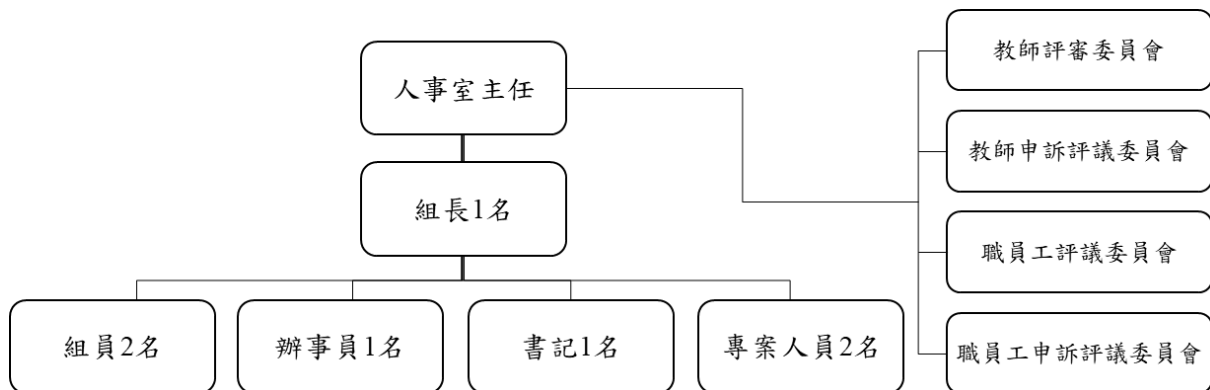 人事室主任
組長1名
組員2名
辦事員1名
書記1名
專案人員2名
教師評審委員會
教師申訴評議委員會
職員工評議委員會
職員工申訴評議委員會